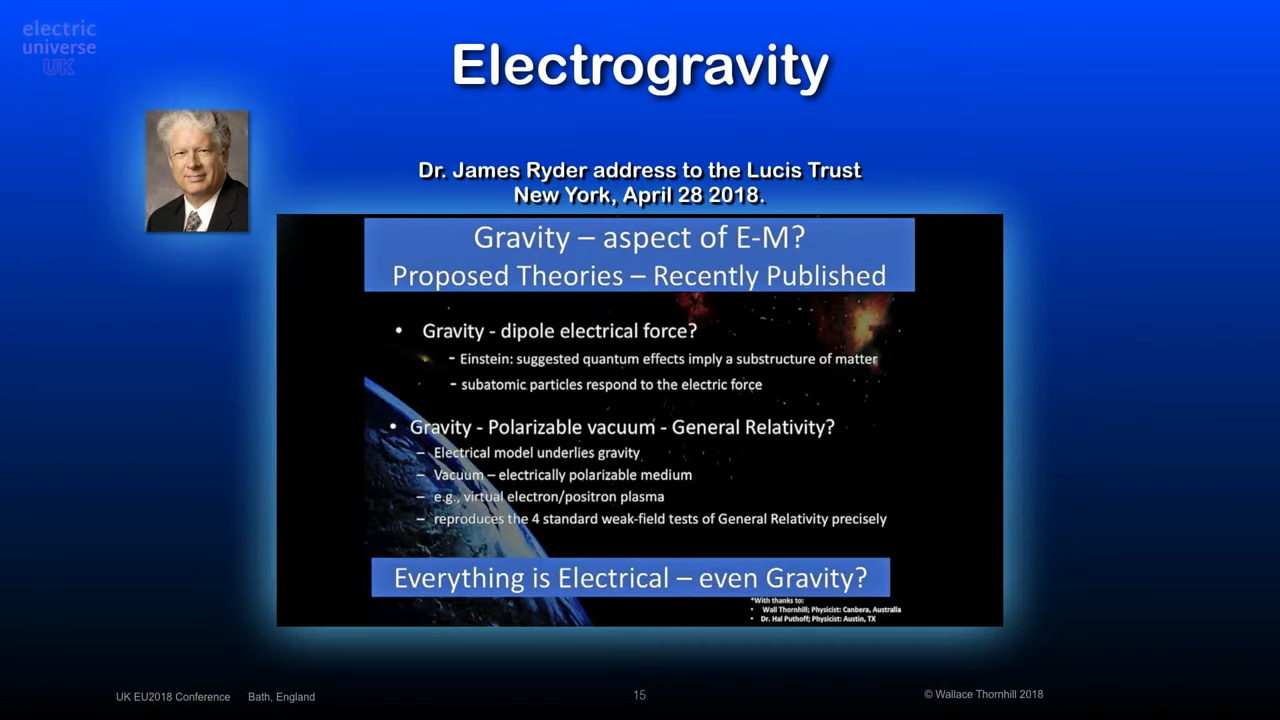 electric
universe
UK
Electrogravity
Dr. James Ryder address to the Lucis Trust
New York, April 28 2018.
Gravity – aspect of E-M?
Proposed Theories – Recently Published
• Gravity - dipole electrical force?
- Einstein: suggested quantum effects imply a substructure of matter
- subatomic particles respond to the electric force
• Gravity - Polarizable vacuum - General Relativity?
– Electrical model underlies gravity
– Vacuum – electrically polarizable medium
– e.g., virtual electron/positron plasma
– reproduces the 4 standard weak-field tests of General Relativity precisely
Everything is Electrical – even Gravity?
*With thanks to:
• Wall Thornhill; Physicist: Canbera, Australia
• Dr. Hal Puthoff; Physicist: Austin, TX
UK EU2018 Conference Bath, England
15
© Wallace Thornhill 2018